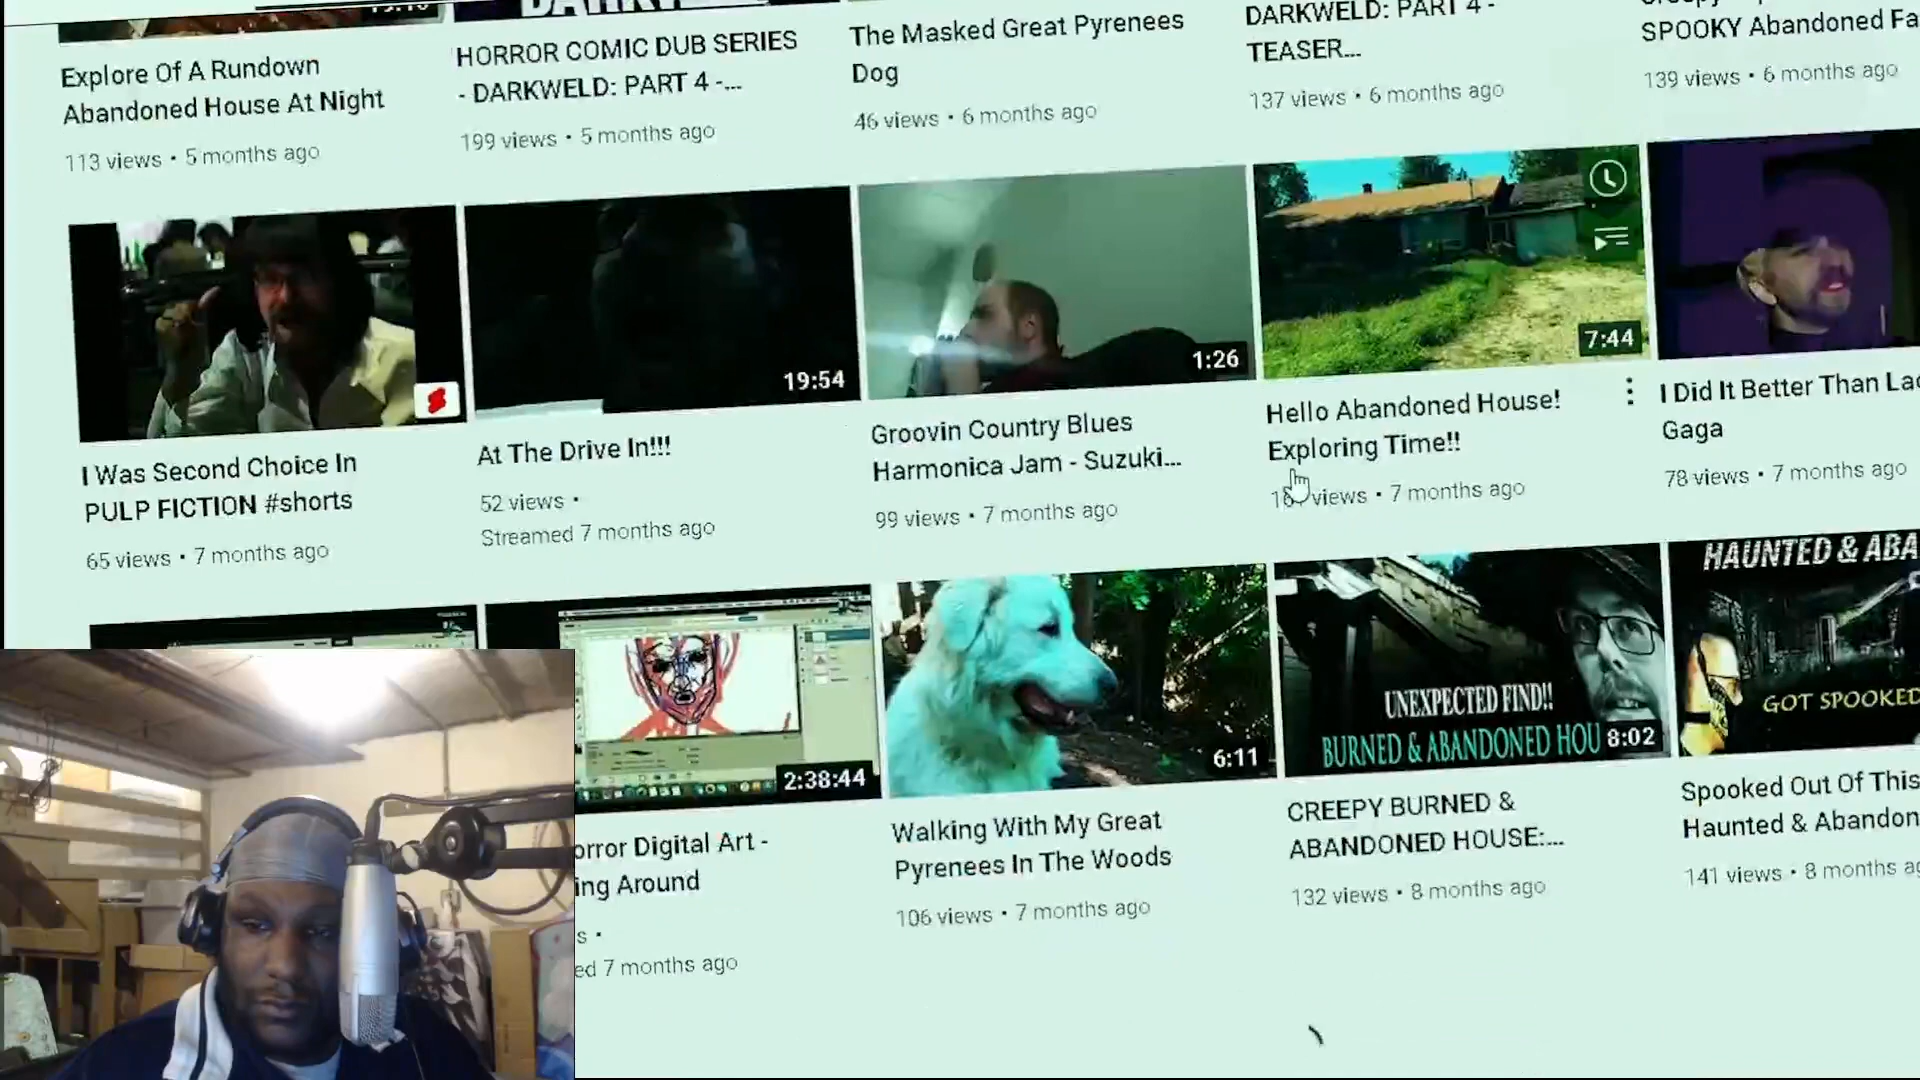 Explore Of A Rundown
Abandoned House At Night
113 views • 5 months ago
HORROR COMIC DUB SERIES
- DARKWELD: PART 4 -...
199 views • 5 months ago
The Masked Great Pyrenees
Dog
46 views • 6 months ago
DARKWELD: PART 4 -
TEASER...
137 views • 6 months ago
SPOOKY Abandoned Fa
139 views • 6 months ago
I Was Second Choice In
PULP FICTION #shorts
65 views • 7 months ago
19:54
At The Drive In!!!
52 views •
Streamed 7 months ago
1:26
Groovin Country Blues
Harmonica Jam - Suzuki...
99 views • 7 months ago
7:44
Hello Abandoned House!
Exploring Time!!
views • 7 months ago
I Did It Better Than La
Gaga
78 views • 7 months ago
2:38:44
orror Digital Art -
ing Around
s •
ed 7 months ago
6:11
Walking With My Great
Pyrenees In The Woods
106 views • 7 months ago
UNEXPECTED FIND!!
BURNED & ABANDONED HOU
8:02
CREEPY BURNED &
ABANDONED HOUSE:...
132 views • 8 months ago
HAUNTED & ABA
GOT SPOOKED
Spooked Out Of This
Haunted & Abandon
141 views • 8 months ag